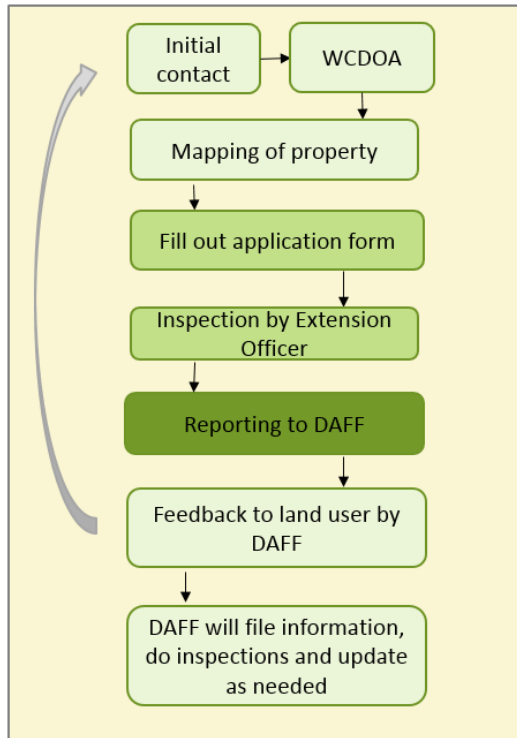 Initial
contact
WCDOA
Mapping of property
Fill out application form
Inspection by Extension
Officer
Reporting to DAFF
Feedback to land user by
DAFF
DAFF will file information,
do inspections and update
as needed